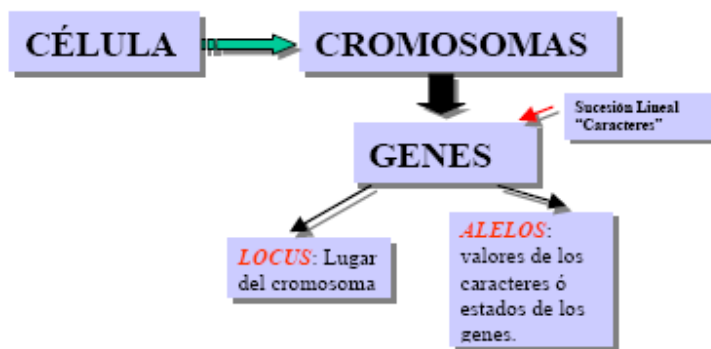 CÉLULA
CROMOSOMAS
Sucesión Lineal
“Caracteres”
GENES
LOCUS: Lugar
del cromosoma
ALELOS:
valores de los
caracteres ó
estados de los
genes.